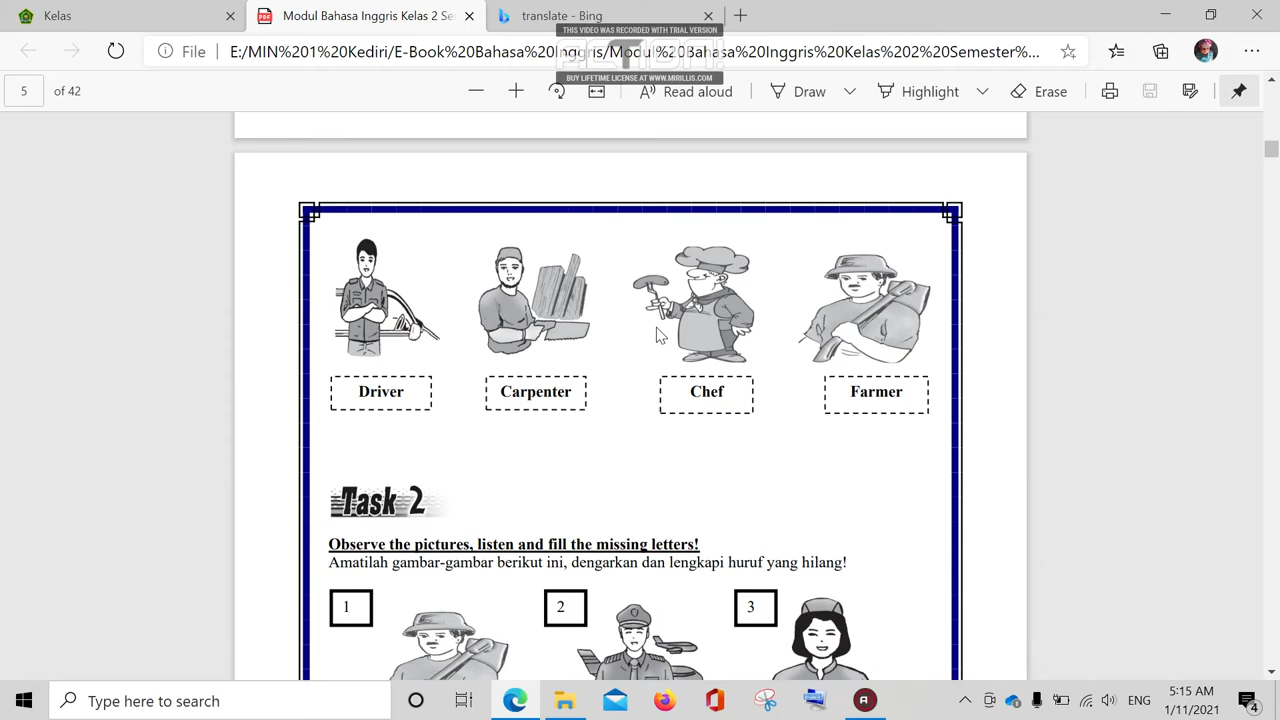 Kelas
Modul Bahasa Inggris Kelas 2 Se
translate - Bing
THIS VIDEO WAS RECORDED WITH TRIAL VERSION
ACTION!
BUY LIFETIME LICENSE AT WWW.MIRILLIS.COM
File
E:/MIN%201%20Kediri/E-Book%20Bahasa%20Inggris/Modul%20Bahasa%20Inggris%20Kelas%202%20Semester%...
5 of 42
Read aloud
Draw
Highlight
Erase
Driver
Carpenter
Chef
Farmer
Task 2
Observe the pictures, listen and fill the missing letters!
Amatilah gambar-gambar berikut ini, dengarkan dan lengkapi huruf yang hilang!
1
2
3
Type here to search
ENG
5:15 AM
1/11/2021
4